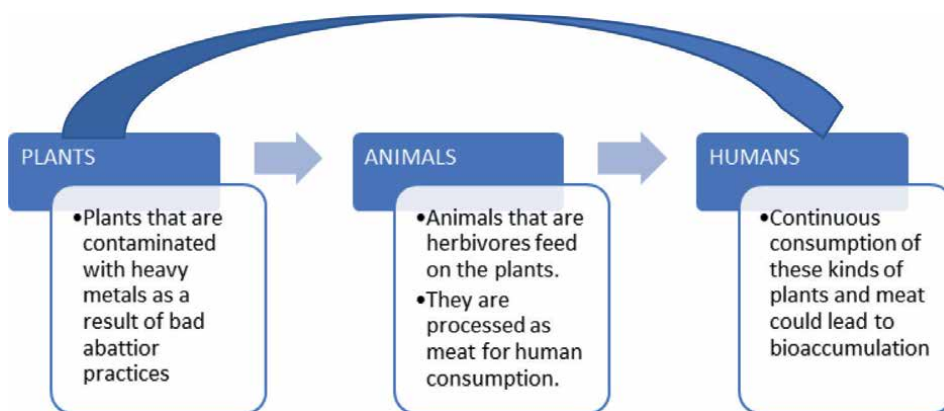 PLANTS
•Plants that are
contaminated
with heavy
metals as a
result of bad
abattior
practices
ANIMALS
•Animals that are
herbivores feed
on the plants.
•They are
processed as
meat for human
consumption.
HUMANS
•Continuous
consumption of
these kinds of
plants and meat
could lead to
bioaccumulation